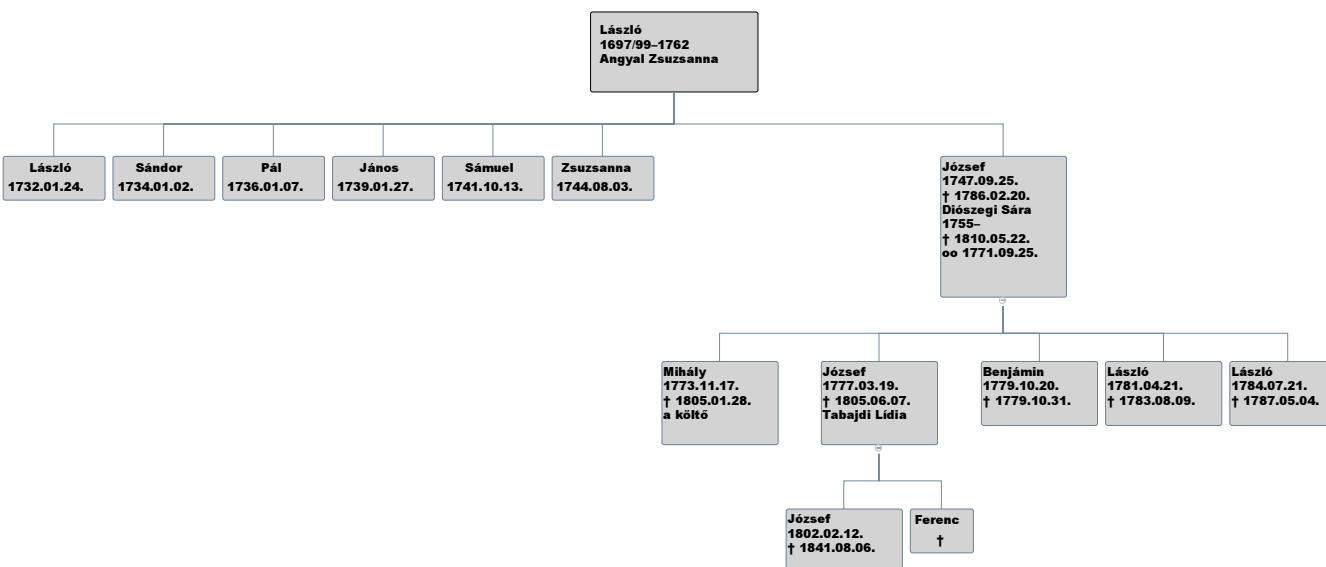 László
1697/99–1762
Angyal Zsuzsanna
László
1732.01.24.
Sándor
1734.01.02.
Pál
1736.01.07.
János
1739.01.27.
Sámuel
1741.10.13.
Zsuzsanna
1744.08.03.
József
1747.09.25.
† 1786.02.20.
Diószegi Sára
1755–
† 1810.05.22.
oo 1771.09.25.
Mihály
1773.11.17.
† 1805.01.28.
a költő
József
1777.03.19.
† 1805.06.07.
Tabajdi Lídia
Benjámin
1779.10.20.
† 1779.10.31.
László
1781.04.21.
† 1783.08.09.
László
1784.07.21.
† 1787.05.04.
József
1802.02.12.
† 1841.08.06.
Ferenc
†